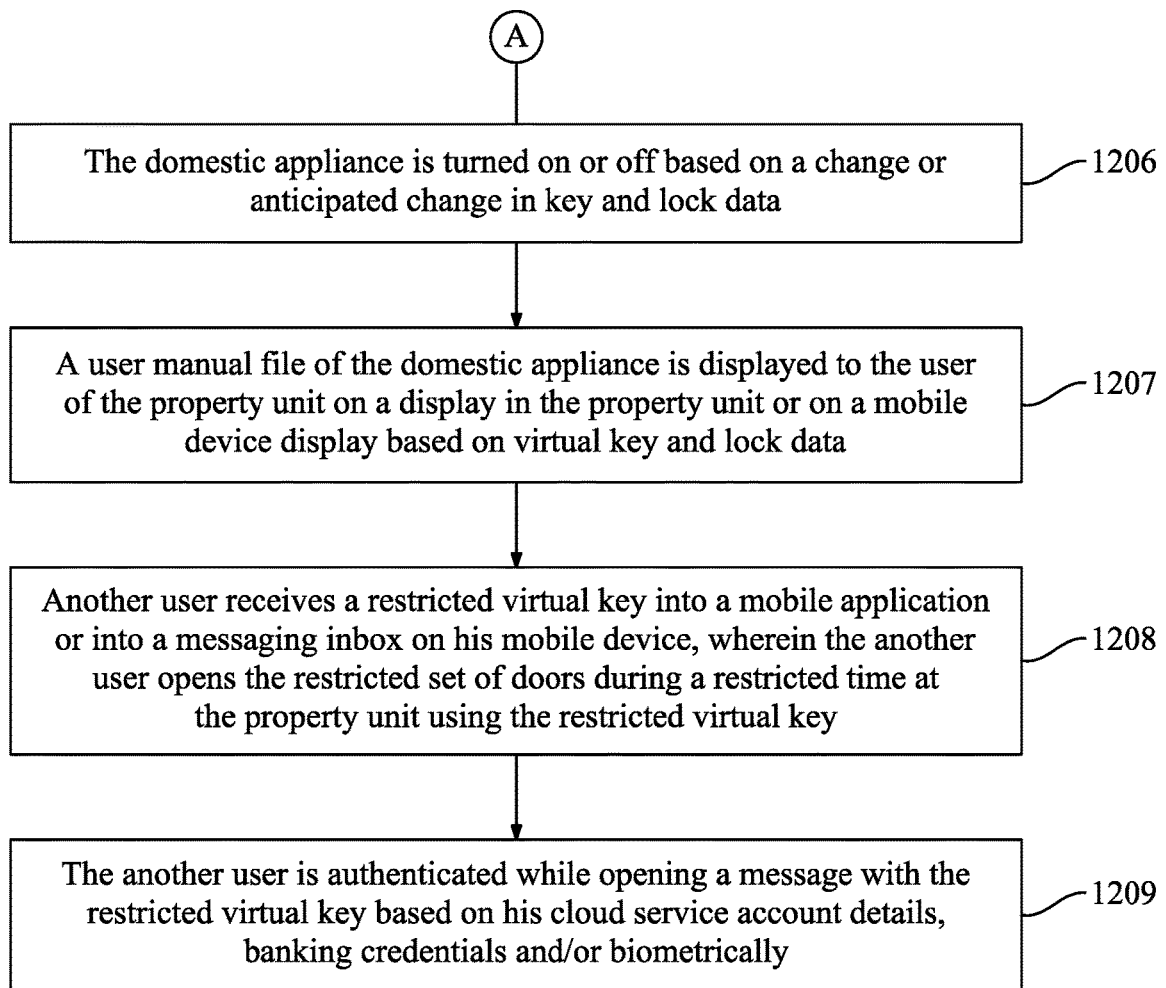 A
The domestic appliance is turned on or off based on a change or
anticipated change in key and lock data
1206
A user manual file of the domestic appliance is displayed to the user
of the property unit on a display in the property unit or on a mobile
device display based on virtual key and lock data
1207
Another user receives a restricted virtual key into a mobile application
or into a messaging inbox on his mobile device, wherein the another
user opens the restricted set of doors during a restricted time at
the property unit using the restricted virtual key
1208
The another user is authenticated while opening a message with the
restricted virtual key based on his cloud service account details,
banking credentials and/or biometrically
1209